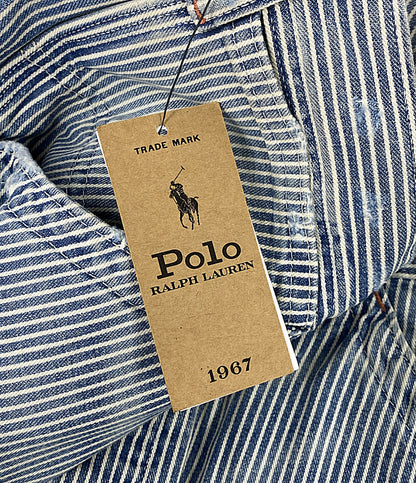 TRADE MARK
Polo
RALPH LAUREN
1967